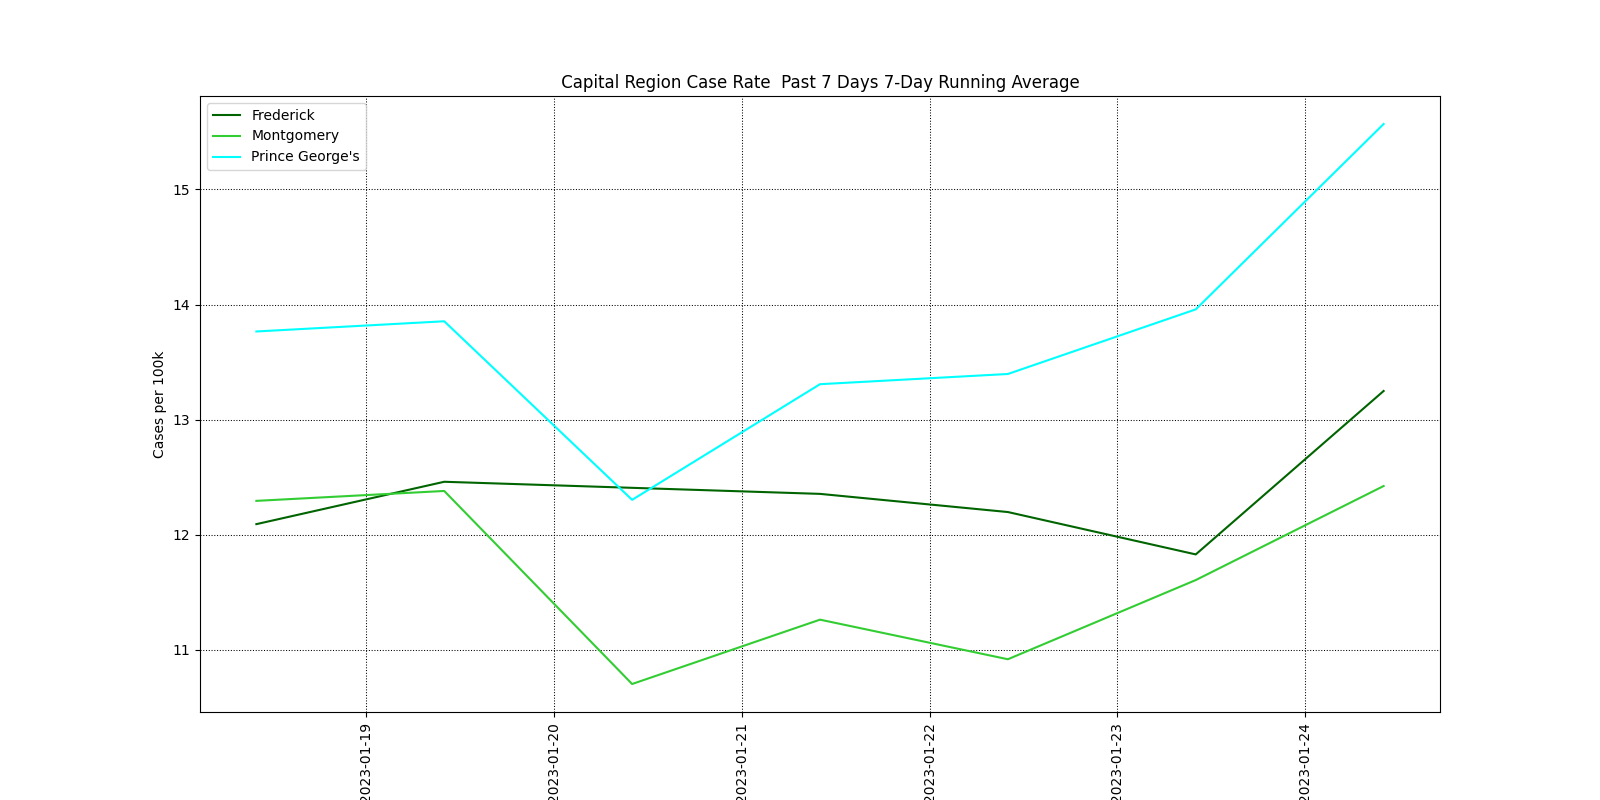 Capital Region Case Rate  Past 7 Days 7-Day Running Average
Frederick
Montgomery
Prince George's
15
14
13
12
11
Cases per 100k
2023-01-19
2023-01-20
2023-01-21
2023-01-22
2023-01-23
2023-01-24